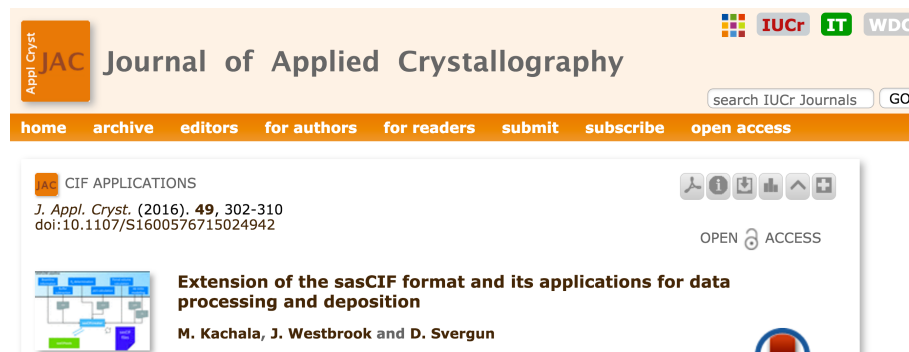 Appl Cryst
JAC
Journal of Applied Crystallography
IUCr
IT
search IUCr Journals
GO
home archive editors for authors for readers submit subscribe open access
JAC CIF APPLICATIONS
J. Appl. Cryst. (2016). 49, 302-310
doi:10.1107/S1600576715024942
OPEN ACCESS
Extension of the sasCIF format and its applications for data
processing and deposition
M. Kachala, J. Westbrook and D. Svergun